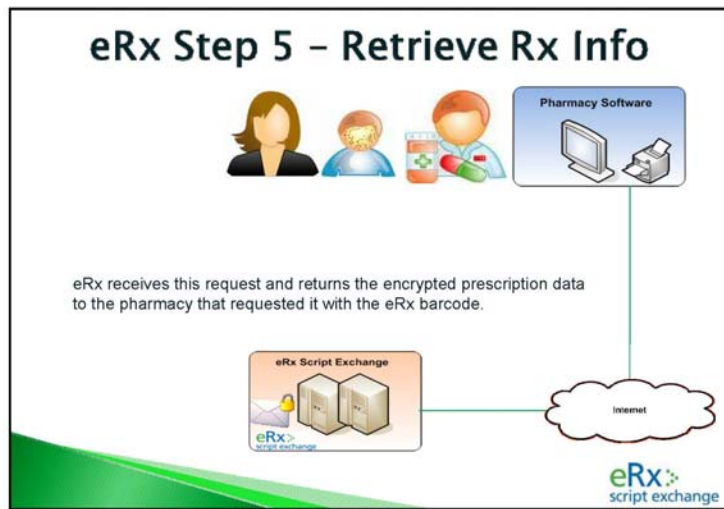 eRx Step 5 – Retrieve Rx Info
Pharmacy Software
eRx receives this request and returns the encrypted prescription data
to the pharmacy that requested it with the eRx barcode.
eRx Script Exchange
eRx
script exchange
Internet
eRx
script exchange